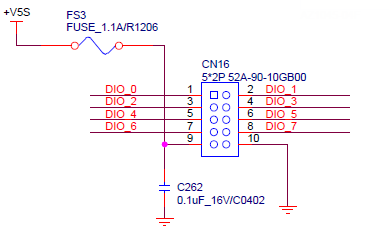 +V5S
FS3
FUSE_1.1A/R1206
CN16
5*2P 52A-90-10GB00
DIO_0 1 2 DIO_1
DIO_2 3 4 DIO_3
DIO_4 5 6 DIO_5
DIO_6 7 8 DIO_7
9 10
C262
0.1uF_16V/C0402